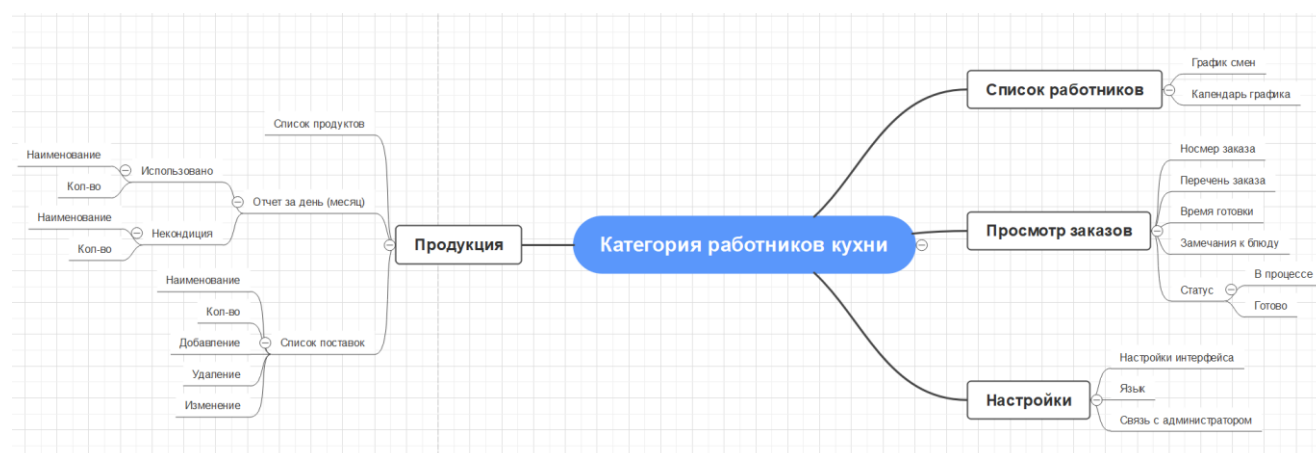 Категория работников кухни
Список работников
График смен
Календарь графика
Просмотр заказов
Носмер заказа
Перечень заказа
Время готовки
Замечания к блюду
Статус
В процессе
Готово
Настройки
Настройки интерфейса
Язык
Связь с администратором
Продукция
Список продуктов
Отчет за день (месяц)
Использовано
Наименование
Кол-во
Некондиция
Наименование
Кол-во
Список поставок
Наименование
Кол-во
Добавление
Удаление
Изменение